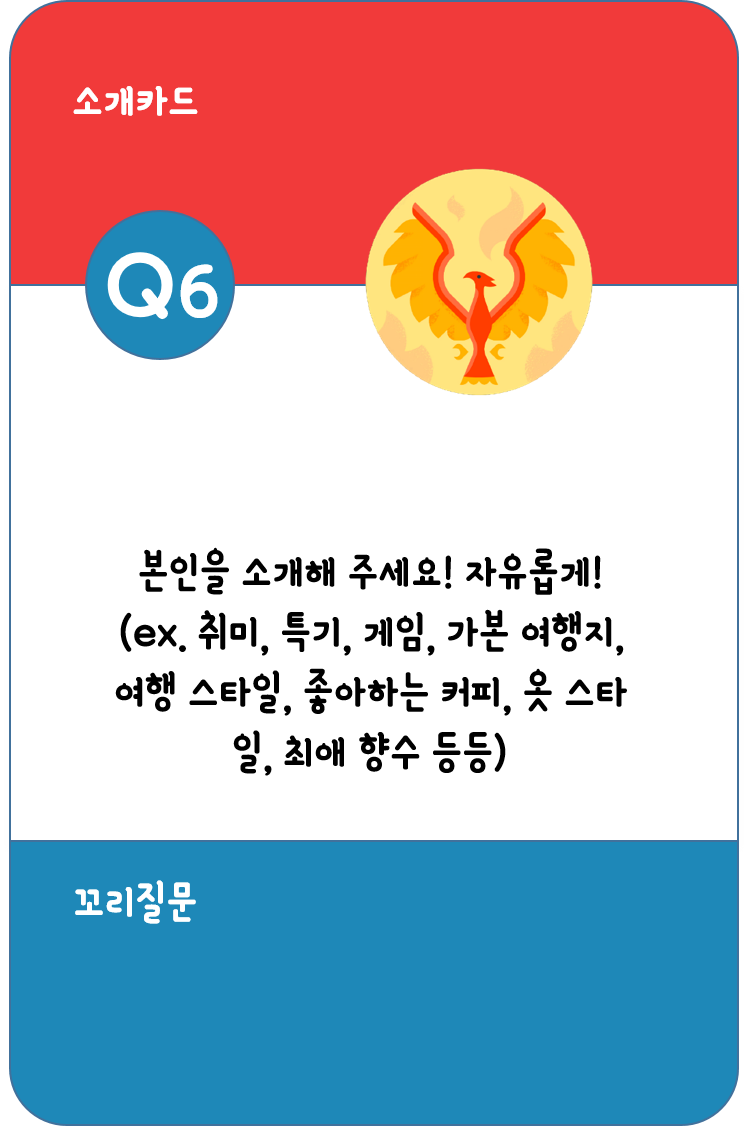 소개카드
Q6
본인을 소개해 주세요! 자유롭게!
(ex. 취미, 특기, 게임, 가본 여행지,
여행 스타일, 좋아하는 커피, 옷 스타
일, 최애 향수 등등)
꼬리질문